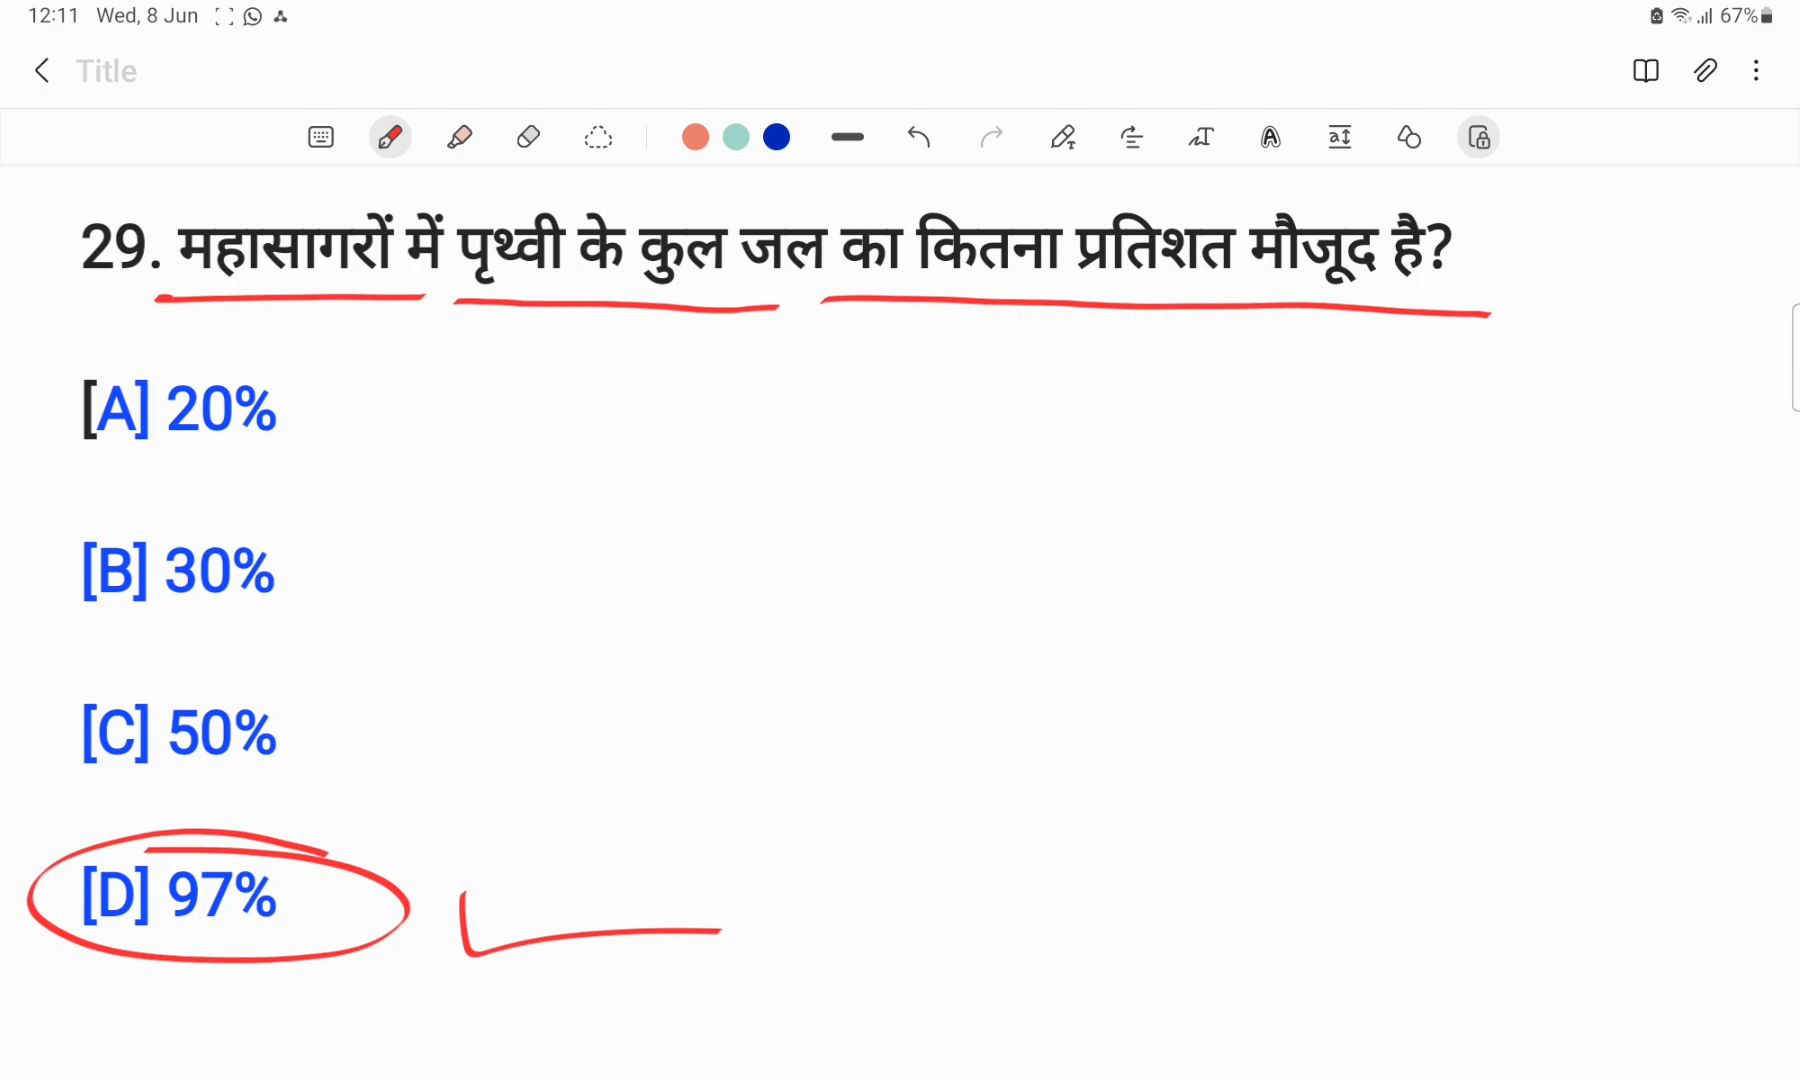 12:11 Wed, 8 Jun 67%
Title
29. महासागरों में पृथ्वी के कुल जल का कितना प्रतिशत मौजूद है?
[A] 20%
[B] 30%
[C] 50%
[D] 97%